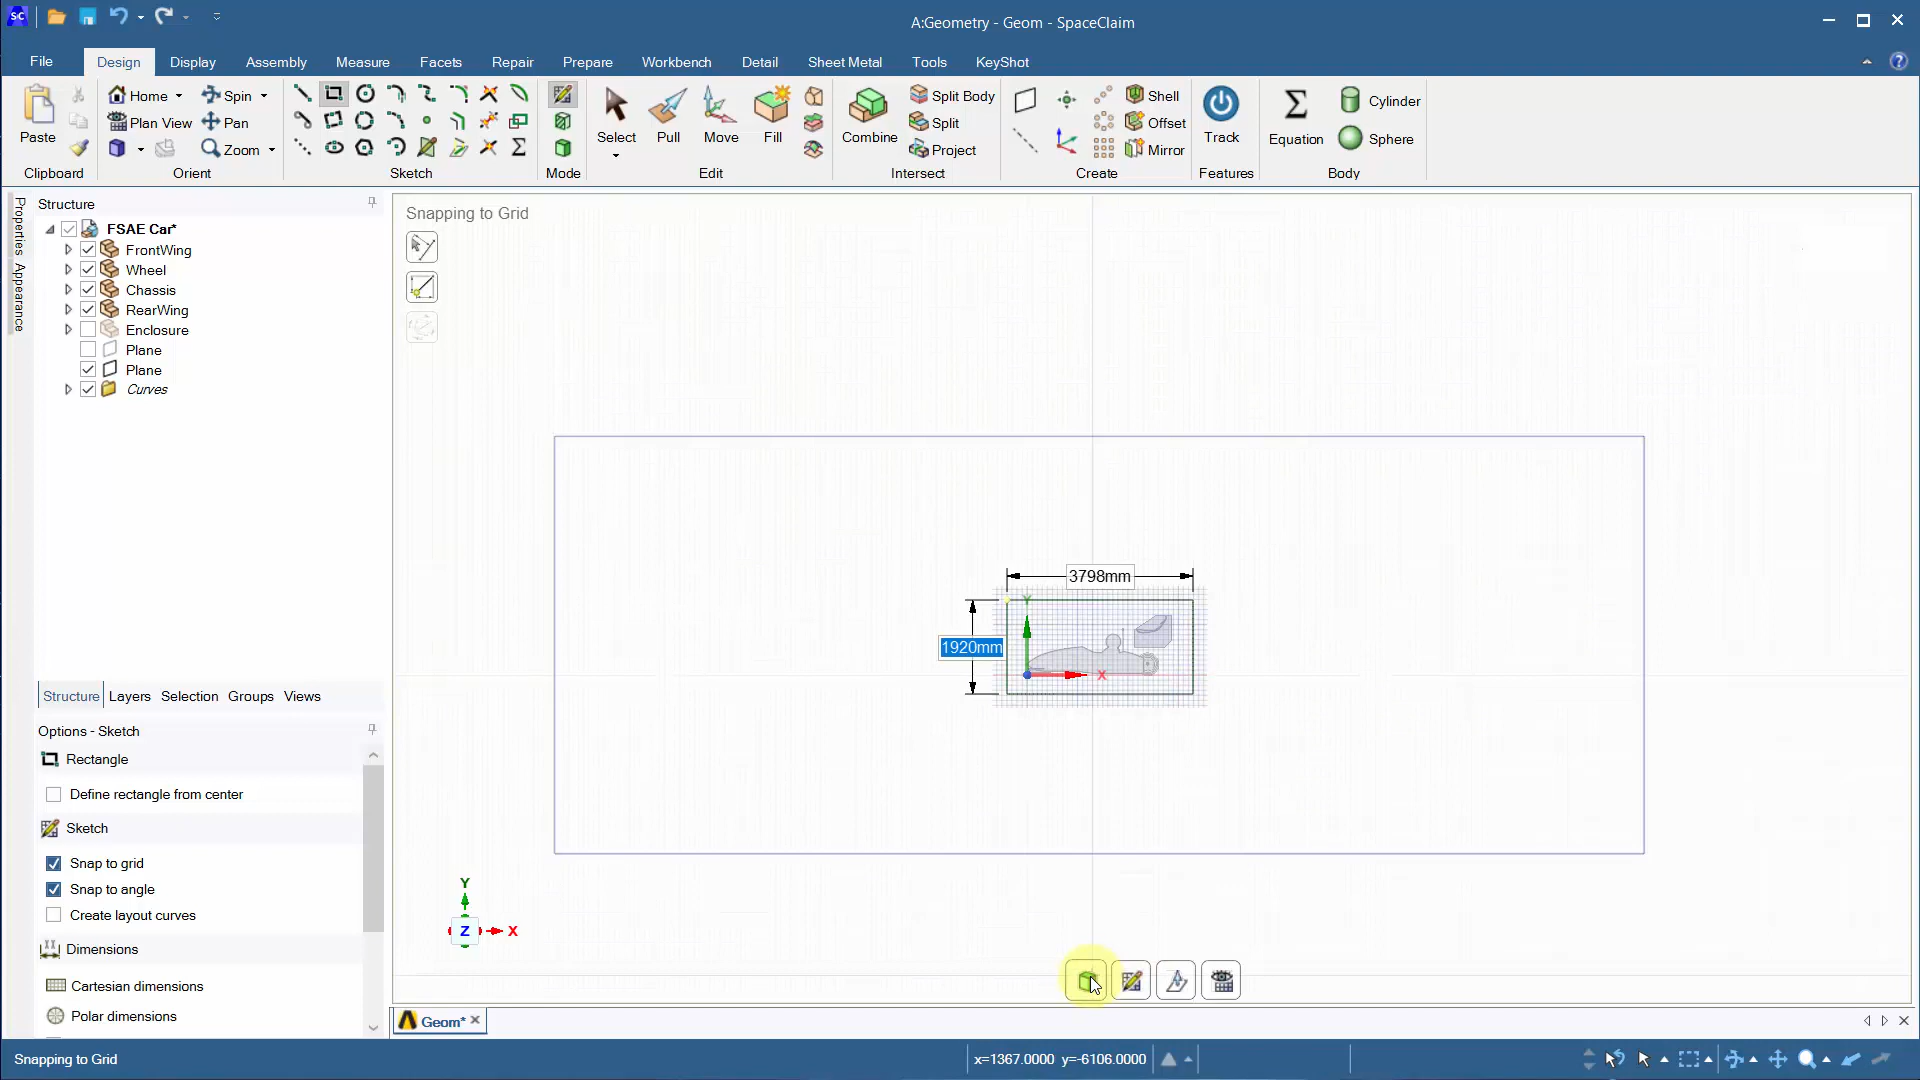 SC
A:Geometry - Geom - SpaceClaim
File
Design
Display
Assembly
Measure
Facets
Repair
Prepare
Workbench
Detail
Sheet Metal
Tools
KeyShot
Paste
Clipboard
Home
Spin
Plan View
Pan
Zoom
Orient
Sketch
Mode
Select
Pull
Move
Fill
Edit
Combine
Split Body
Split
Project
Intersect
Shell
Offset
Mirror
Create
Track
Features
Equation
Cylinder
Sphere
Body
Properties
Appearance
Structure
FSAE Car*
FrontWing
Wheel
Chassis
RearWing
Enclosure
Plane
Plane
Curves
Structure
Layers
Selection
Groups
Views
Options - Sketch
Rectangle
Define rectangle from center
Sketch
Snap to grid
Snap to angle
Create layout curves
Dimensions
Cartesian dimensions
Polar dimensions
Snapping to Grid
3798mm
1920mm
Y
X
Y
Z
X
Geom*
Snapping to Grid
x=1367.0000 y=-6106.0000